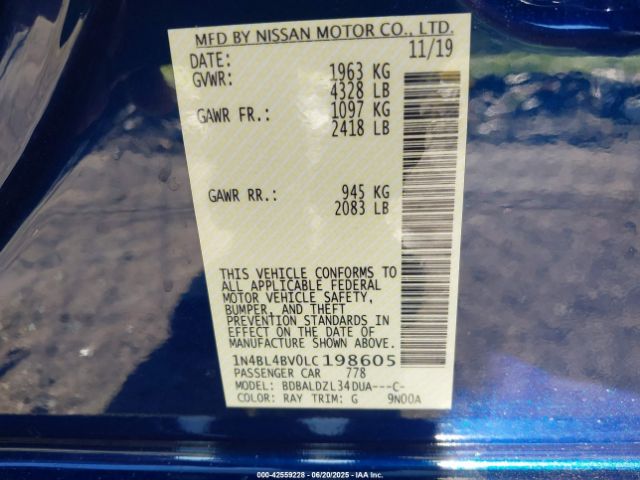 MFD BY NISSAN MOTOR CO., LTD.
DATE: 11/19
GVWR: 1963 KG
4328 LB
GAWR FR.: 1097 KG
2418 LB
GAWR RR.: 945 KG
2083 LB
THIS VEHICLE CONFORMS TO
ALL APPLICABLE FEDERAL
MOTOR VEHICLE SAFETY,
BUMPER, AND THEFT
PREVENTION STANDARDS IN
EFFECT ON THE DATE OF
MANUFACTURE SHOWN ABOVE.
1N4BL4BV0LC198605
PASSENGER CAR 778
MODEL: BDBALDZL34DUA---C-
COLOR: RAY TRIM: G 9N00A
000-42559228 - 06/20/2025 - IAA Inc.